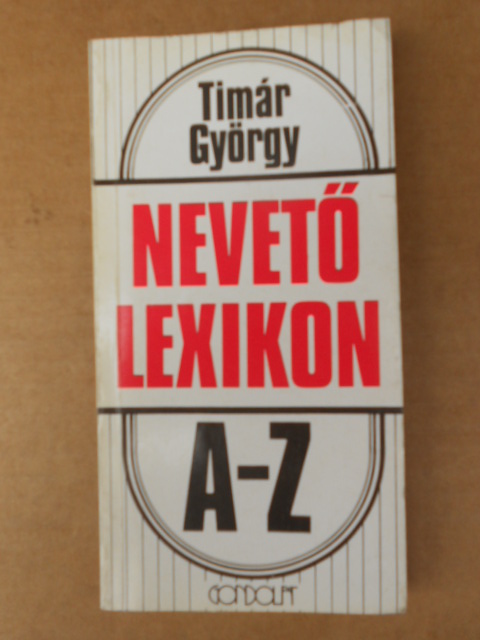 Timár
György
NEVETŐ
LEXIKON
A-Z
GONDOLAT